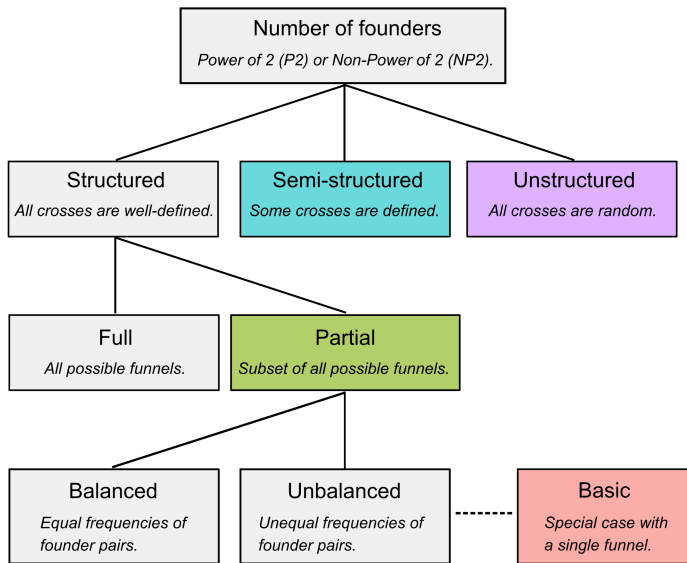 Number of founders
Power of 2 (P2) or Non-Power of 2 (NP2).
Structured
All crosses are well-defined.
Semi-structured
Some crosses are defined.
Unstructured
All crosses are random.
Full
All possible funnels.
Partial
Subset of all possible funnels.
Balanced
Equal frequencies of
founder pairs.
Unbalanced
Unequal frequencies of
founder pairs.
Basic
Special case with
a single funnel.